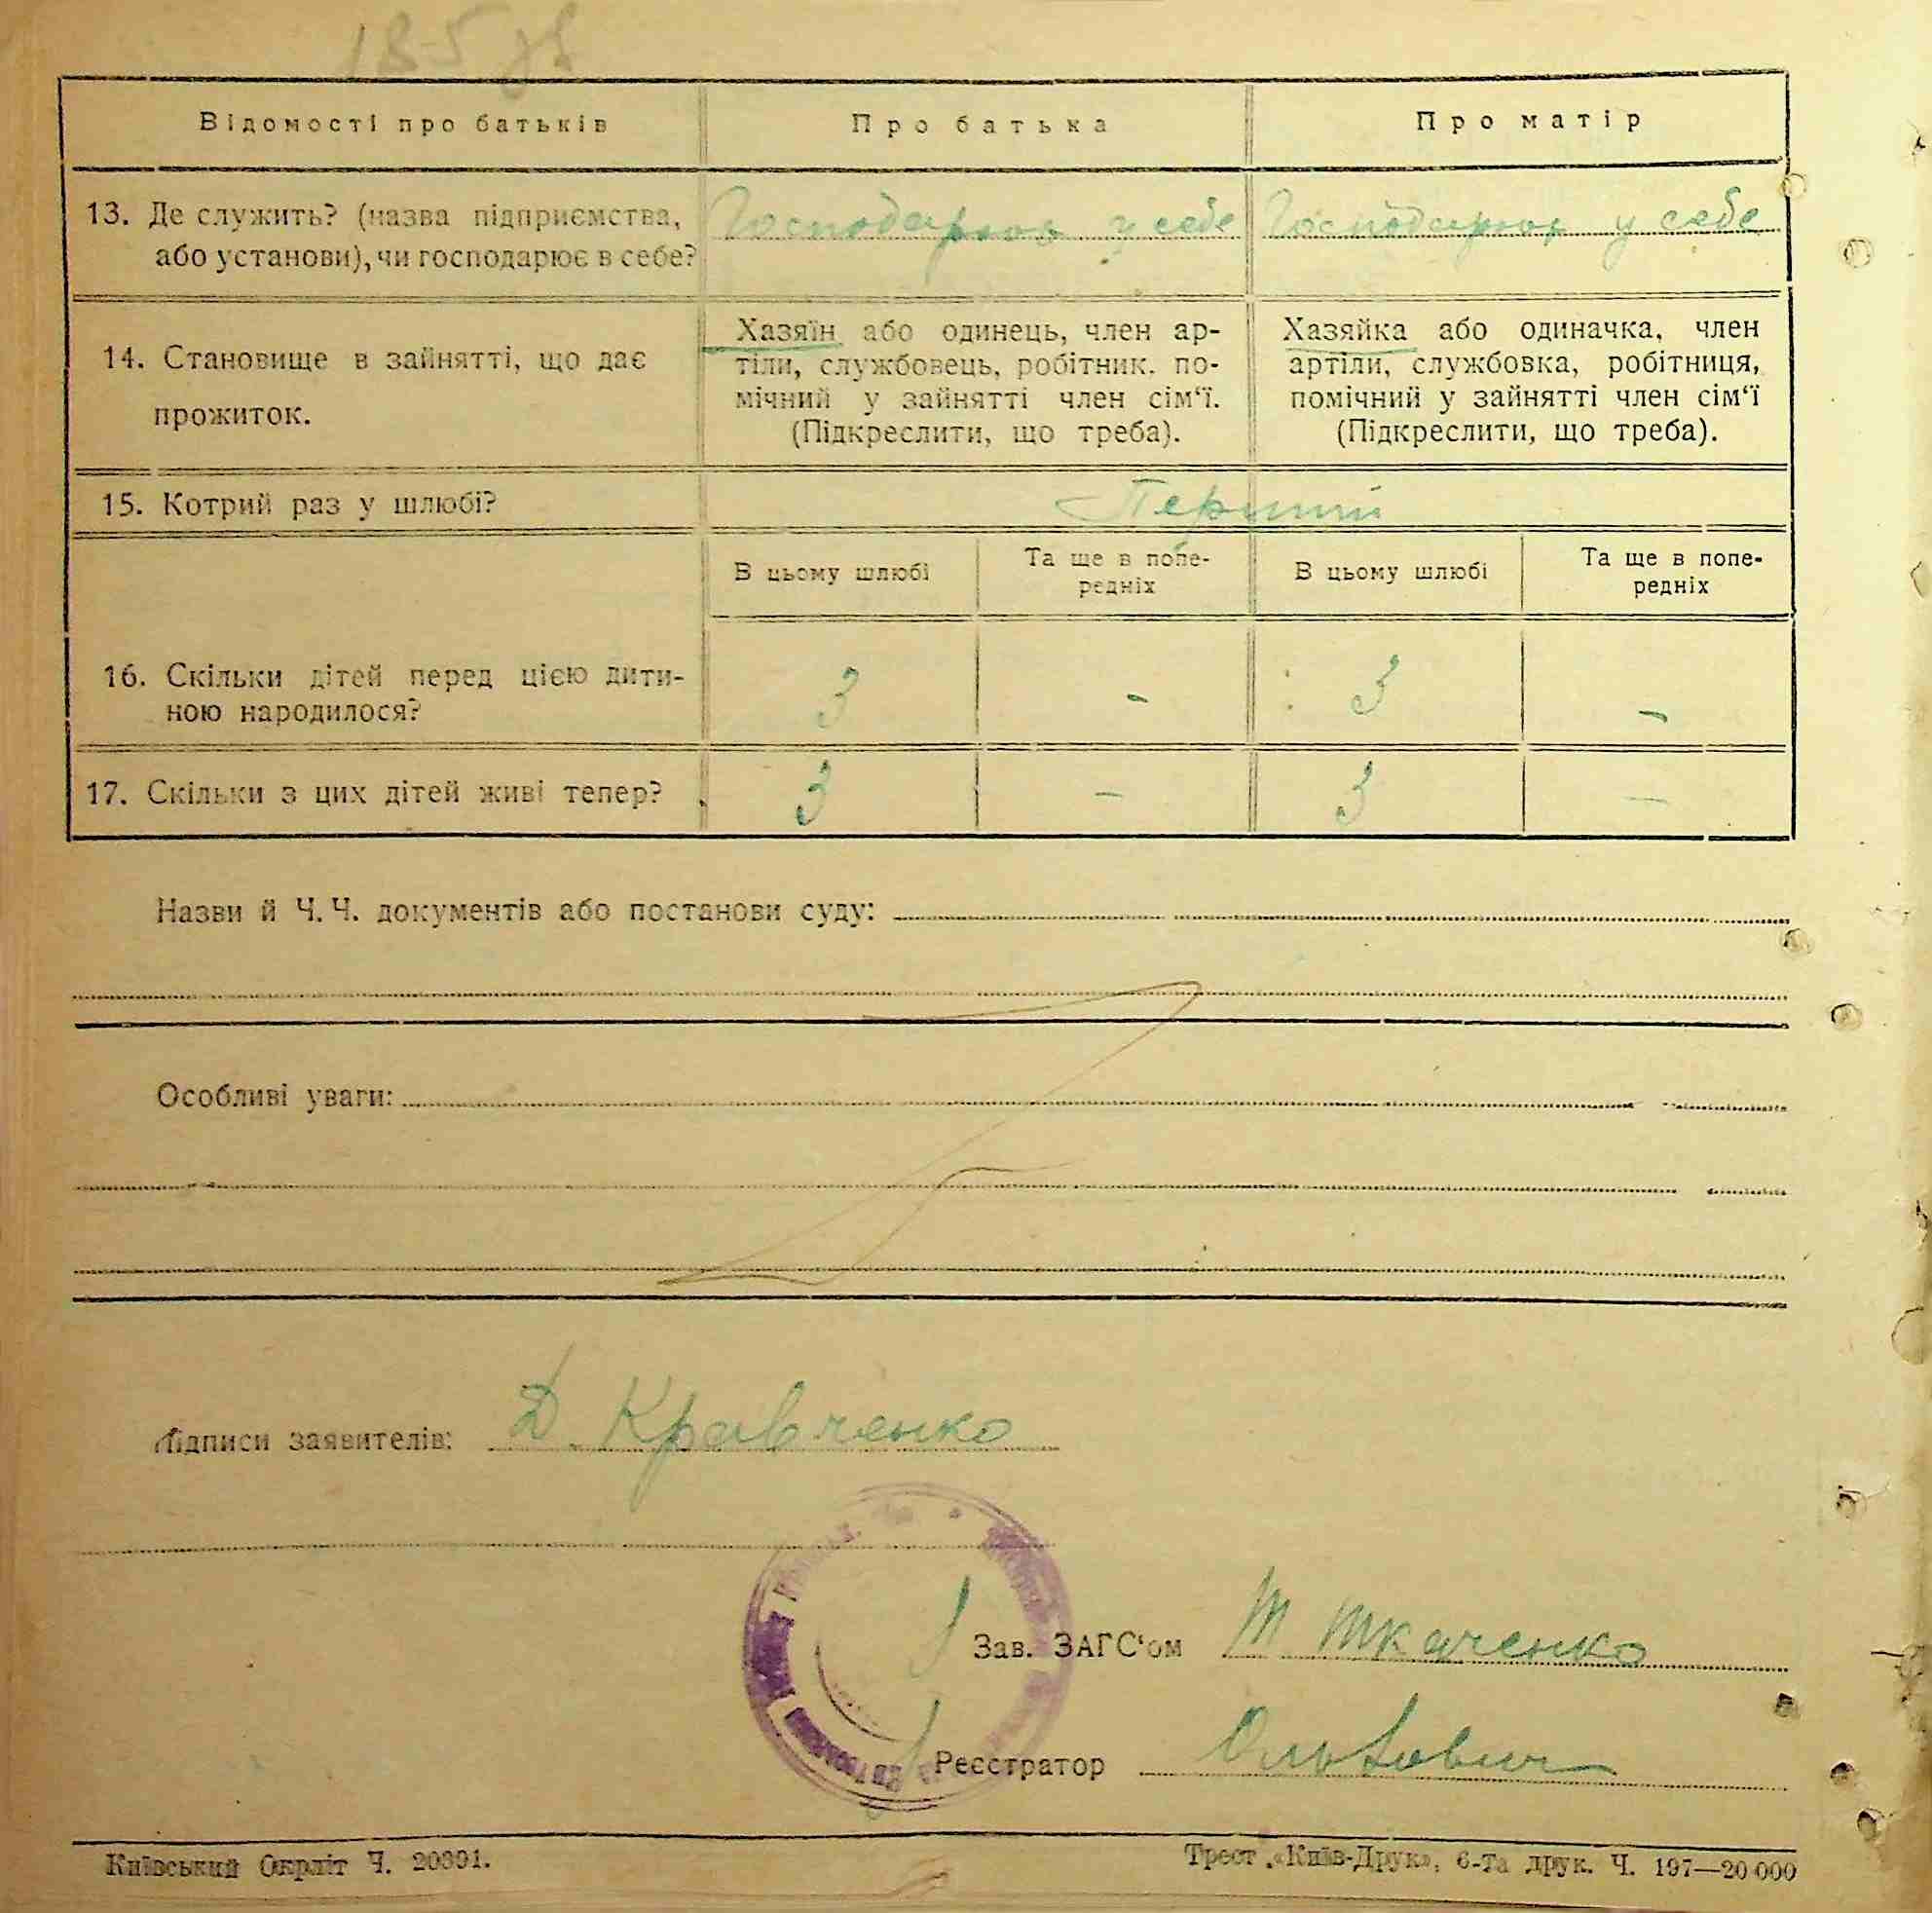 185 зв
Відомості про батьків Про батька Про матір
13. Де служить? (назва підприємства, або установи), чи господарює в себе?
Господарює у себе Господарює у себе
14. Становище в зайнятті, що дає прожиток.
Хазяїн або одинець, член ар-
тіли, службовець, робітник. по-
мічний у зайнятті член сім‘ї.
(Підкреслити, що треба).
Хазяйка або одиначка, член
артіли, службовка, робітниця,
помічний у зайнятті член сім‘ї
(Підкреслити, що треба).
15. Котрий раз у шлюбі? Перший
В цьому шлюбі Та ще в попе-
редніх В цьому шлюбі Та ще в попе-
редніх
16. Скільки дітей перед цією дити-
ною народилося? 3 - 3 -
17. Скільки з цих дітей живі тепер? 3 - 3 -
Назви й Ч. Ч. документів або постанови суду:
Особливі уваги:
Підписи заявителів: Д. Кравченко
Зав. ЗАГС‘ом Т Ткаченко
Реєстратор
Київський Окрліт Ч. 20391.
Трест „Київ-Друк», 6-та друк. Ч. 197—20 000